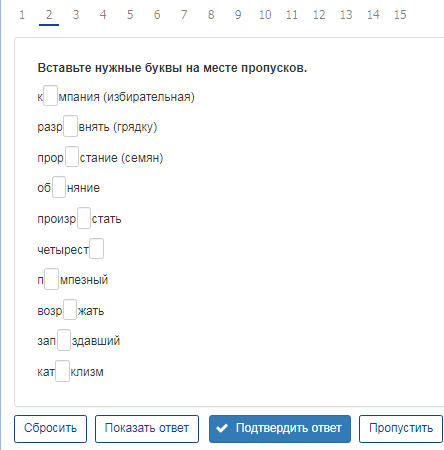 1 2 3 4 5 6 7 8 9 10 11 12 13 14 15
Вставьте нужные буквы на месте пропусков.
к мпания (избирательная)
разр внять (грядку)
прор стание (семян)
об няние
произр стать
четырест
п мпезный
возр жать
зап здавший
кат клизм
Сбросить Показать ответ Подтвердить ответ Пропустить